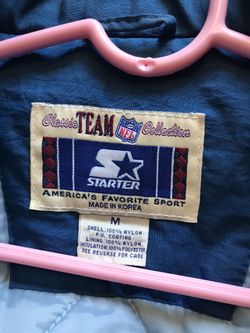 Classic TEAM NFL Collection
STARTER
AMERICA'S FAVORITE SPORT
MADE IN KOREA
M
SHELL: 100% NYLON
P.U. COATING
LINING: 100% NYLON
INSULATION: 100% POLYESTER
SEE REVERSE FOR CARE